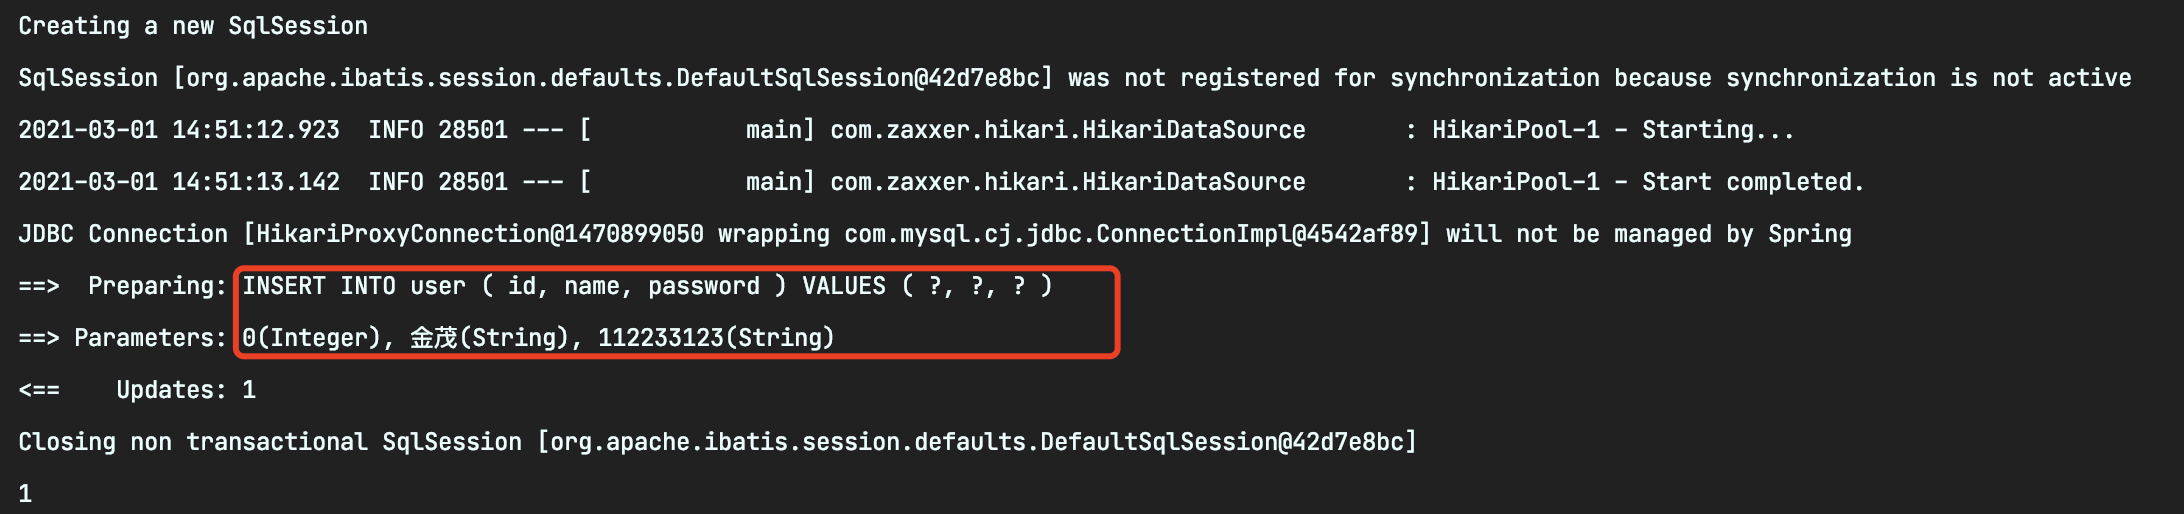 Creating a new SqlSession
SqlSession [org.apache.ibatis.session.defaults.DefaultSqlSession@42d7e8bc] was not registered for synchronization because synchronization is not active
2021-03-01 14:51:12.923  INFO 28501 --- [           main] com.zaxxer.hikari.HikariDataSource       : HikariPool-1 - Starting...
2021-03-01 14:51:13.142  INFO 28501 --- [           main] com.zaxxer.hikari.HikariDataSource       : HikariPool-1 - Start completed.
JDBC Connection [HikariProxyConnection@1470899050 wrapping com.mysql.cj.jdbc.ConnectionImpl@4542af89] will not be managed by Spring
==>  Preparing: INSERT INTO user ( id, name, password ) VALUES ( ?, ?, ? )
==> Parameters: 0(Integer), 金茂(String), 112233123(String)
<==    Updates: 1
Closing non transactional SqlSession [org.apache.ibatis.session.defaults.DefaultSqlSession@42d7e8bc]
1